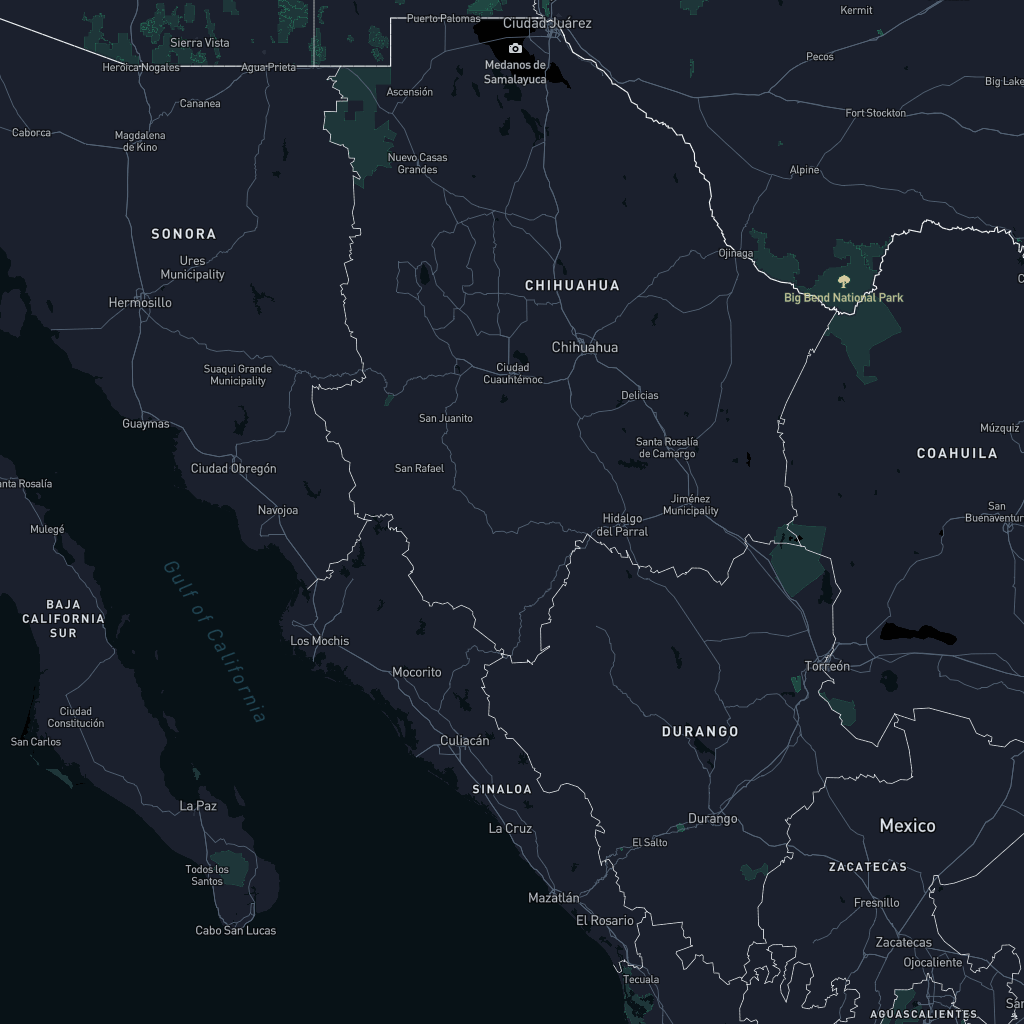 Puerto Palomas
Ciudad Juárez
Kermit
Sierra Vista
Pecos
Heroica Nogales
Agua Prieta
Medanos de
Samalayuca
Big Lake
Ascensión
Cananea
Fort Stockton
Caborca
Magdalena
de Kino
Nuevo Casas
Grandes
Alpine
SONORA
Ojinaga
Ures
Municipality
CHIHUAHUA
Big Bend National Park
Hermosillo
Chihuahua
Suaqui Grande
Municipality
Ciudad
Cuauhtémoc
Delicias
San Juanito
Guaymas
Múzquiz
Santa Rosalía
de Camargo
COAHUILA
Ciudad Obregón
San Rafael
anta Rosalía
Jiménez
Municipality
Navojoa
San
Buenaventur
Hidalgo
del Parral
Mulegé
Gulf of California
BAJA
CALIFORNIA
SUR
Los Mochis
Torreón
Mocorito
Ciudad
Constitución
DURANGO
San Carlos
Culiacán
SINALOA
La Paz
Durango
La Cruz
Mexico
El Salto
Todos los
Santos
ZACATECAS
Mazatlán
Fresnillo
El Rosario
Cabo San Lucas
Zacatecas
Ojocaliente
Tecuala
San
AGUASCALIENTES